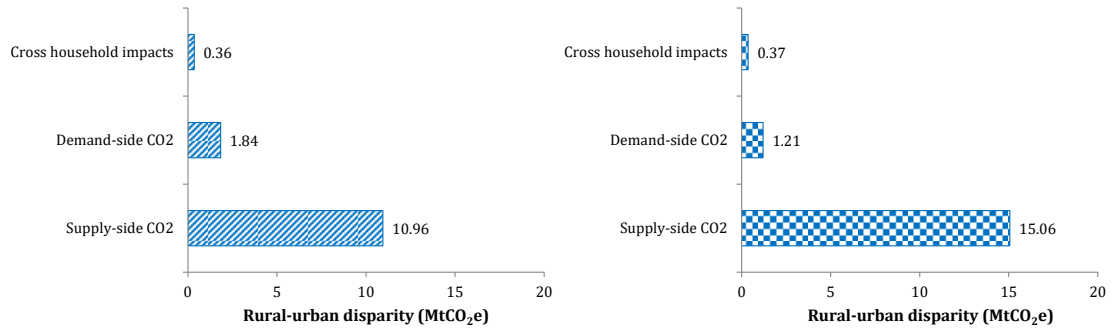 Cross household impacts
0.36
Demand-side CO2
1.84
Supply-side CO2
10.96
0 5 10 15 20
Rural-urban disparity (MtCO₂e)
Cross household impacts
0.37
Demand-side CO2
1.21
Supply-side CO2
15.06
0 5 10 15 20
Rural-urban disparity (MtCO₂e)